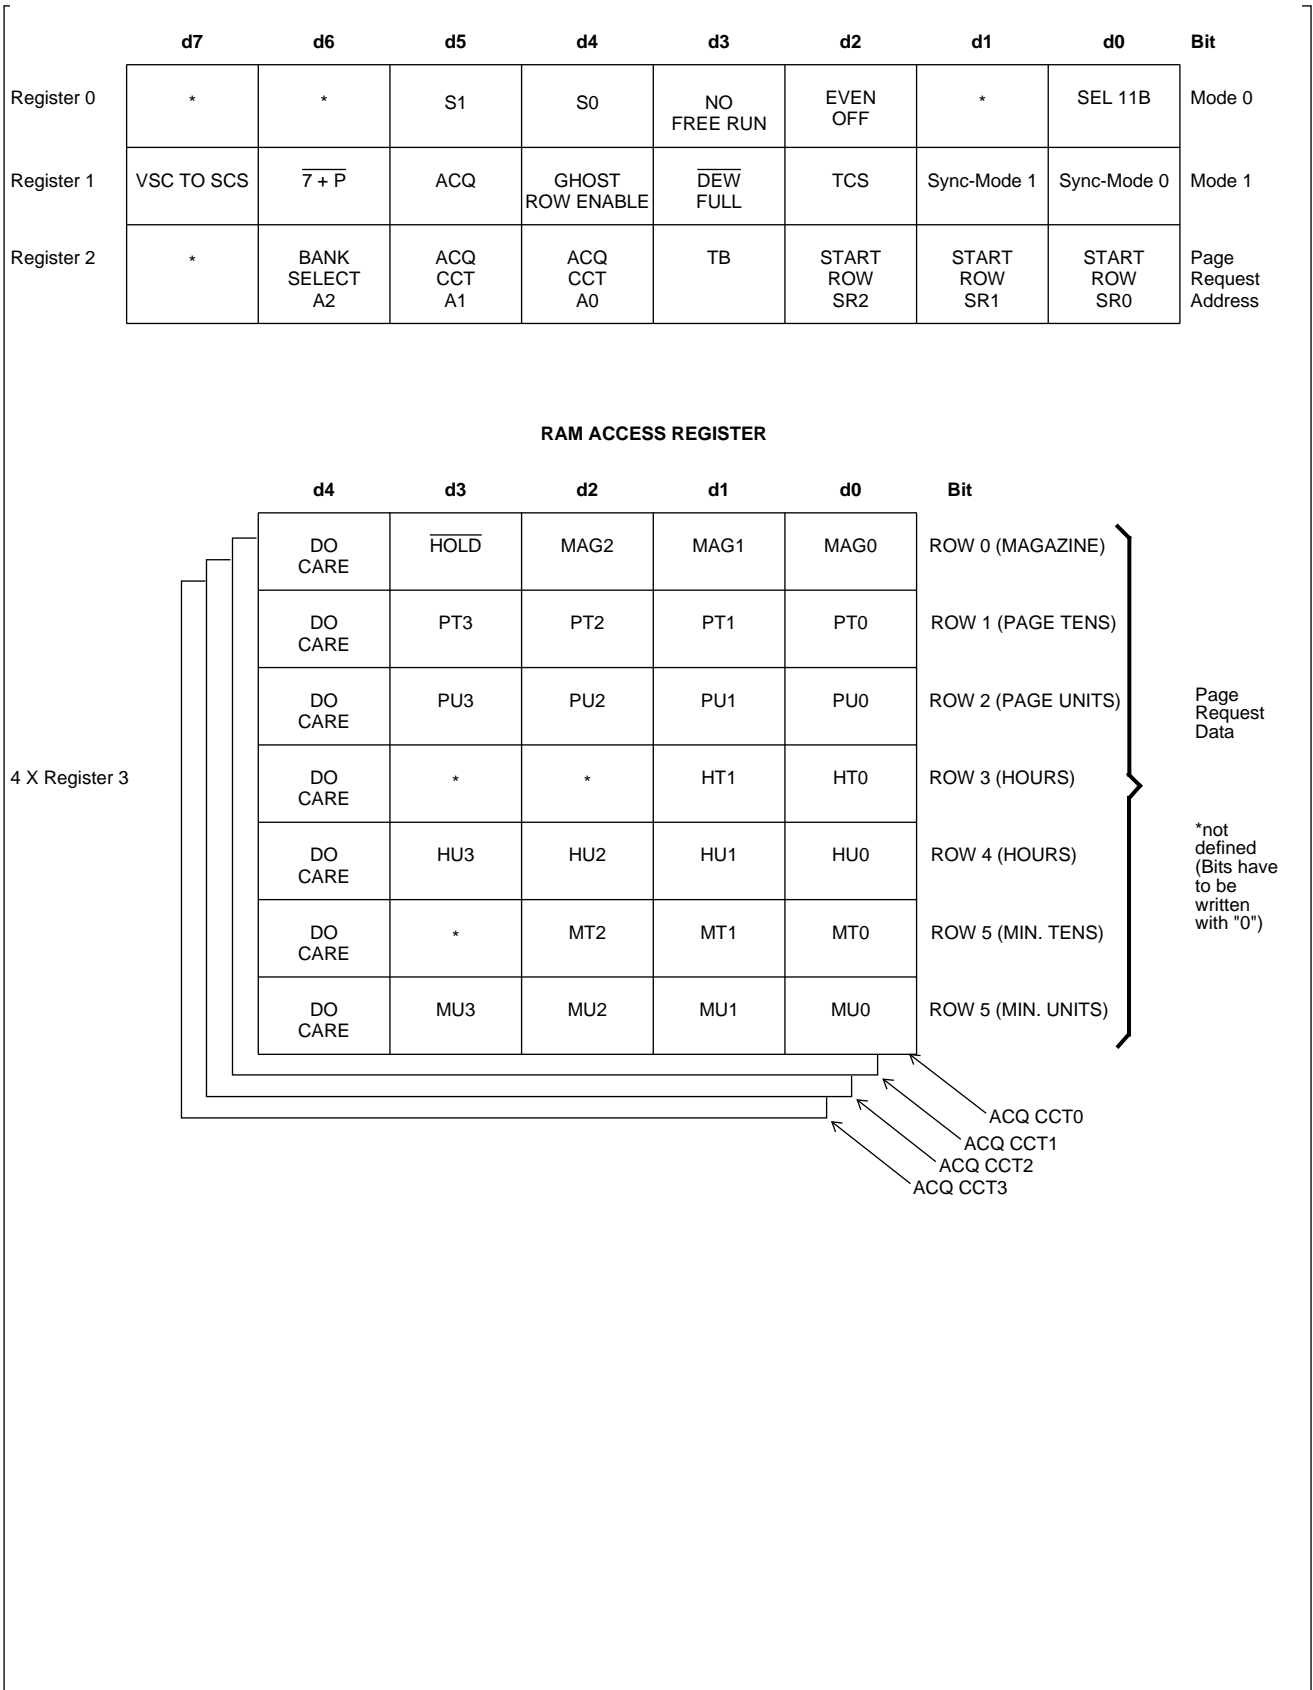 d7 d6 d5 d4 d3 d2 d1 d0 Bit
Register 0 * * S1 S0 NO FREE RUN EVEN OFF * SEL 11B Mode 0
Register 1 VSC TO SCS 7 + P ACQ GHOST ROW ENABLE DEW FULL TCS Sync-Mode 1 Sync-Mode 0 Mode 1
Register 2 * BANK SELECT A2 ACQ CCT A1 ACQ CCT A0 TB START ROW SR2 START ROW SR1 START ROW SR0 Page Request Address
RAM ACCESS REGISTER
d4 d3 d2 d1 d0 Bit
DO CARE HOLD MAG2 MAG1 MAG0 ROW 0 (MAGAZINE)
DO CARE PT3 PT2 PT1 PT0 ROW 1 (PAGE TENS)
DO CARE PU3 PU2 PU1 PU0 ROW 2 (PAGE UNITS)
Page
Request
Data
4 X Register 3 DO CARE * * HT1 HT0 ROW 3 (HOURS)
DO CARE HU3 HU2 HU1 HU0 ROW 4 (HOURS)
*not
defined
(Bits have
to be
written
with "0")
DO CARE * MT2 MT1 MT0 ROW 5 (MIN. TENS)
DO CARE MU3 MU2 MU1 MU0 ROW 5 (MIN. UNITS)
ACQ CCT0
ACQ CCT1
ACQ CCT2
ACQ CCT3